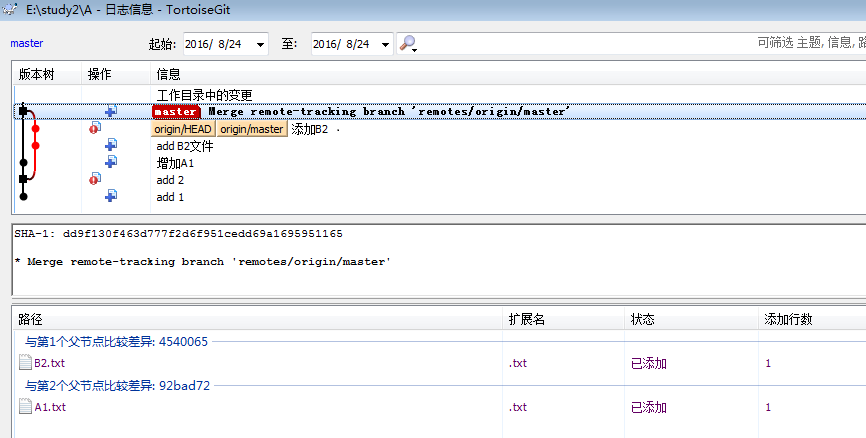 E:\study2\A - 日志信息 - TortoiseGit
master 起始: 2016/ 8/24 至: 2016/ 8/24 可筛选 主题, 信息, 路
版本树 操作 信息
工作目录中的变更
master Merge remote-tracking branch 'remotes/origin/master'
origin/HEAD origin/master 添加B2 .
add B2文件
增加A1
add 2
add 1
SHA-1: dd9f130f463d777f2d6f951cedd69a1695951165
* Merge remote-tracking branch 'remotes/origin/master'
路径 扩展名 状态 添加行数
与第1个父节点比较差异: 4540065
B2.txt .txt 已添加 1
与第2个父节点比较差异: 92bad72
A1.txt .txt 已添加 1